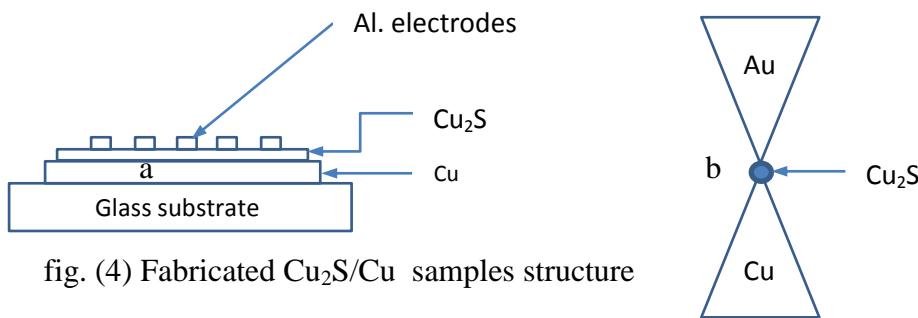 Al. electrodes
Au
Cu₂S
a
Cu
b
Cu₂S
Glass substrate
Cu
fig. (4) Fabricated Cu₂S/Cu samples structure